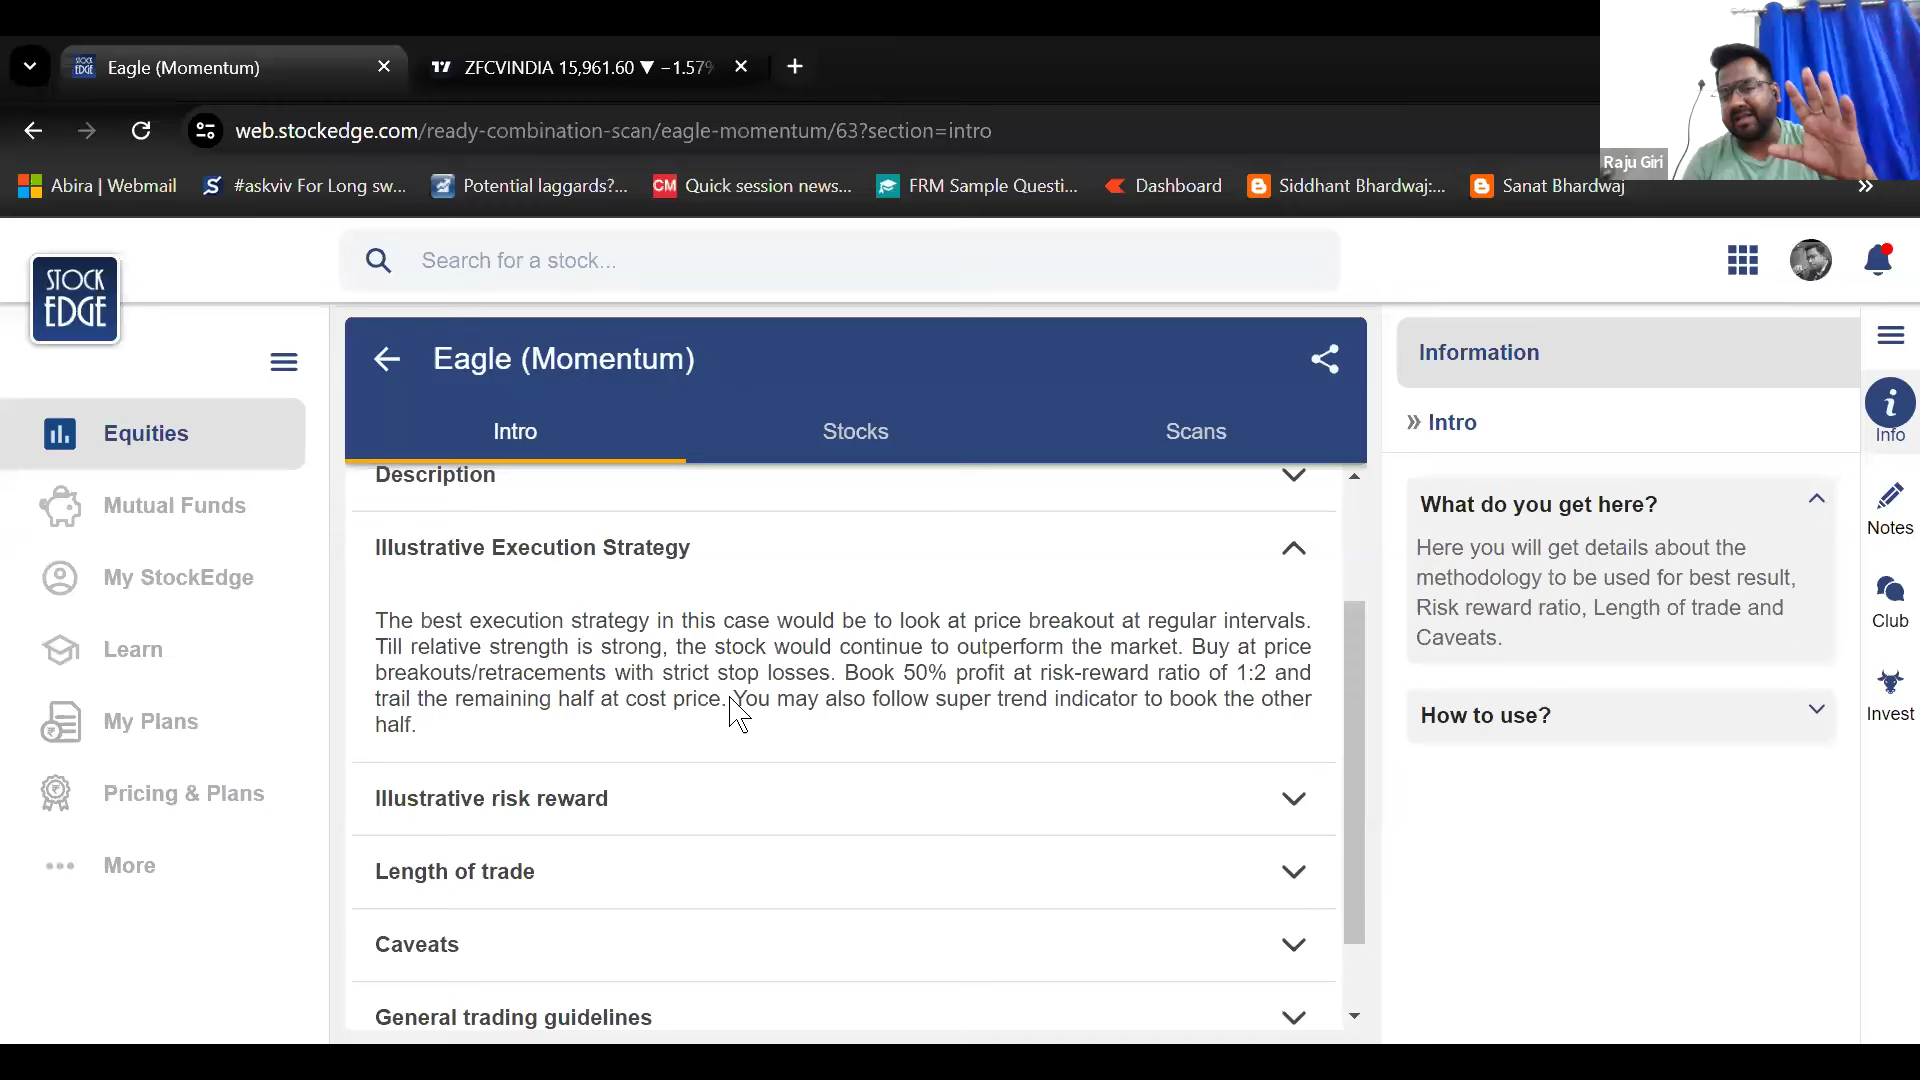 STOCK EDGE
Eagle (Momentum)
ZFCVINDIA 15,961.60 ▼ −1.57%
web.stockedge.com/ready-combination-scan/eagle-momentum/63?section=intro
Raju Giri
Abira | Webmail
#askviv For Long sw...
Potential laggards?...
CM
Quick session news...
FRM Sample Questi...
Dashboard
Siddhant Bhardwaj:...
Sanat Bhardwaj
STOCK
EDGE
Search for a stock...
Equities
Mutual Funds
My StockEdge
Learn
My Plans
Pricing & Plans
More
Eagle (Momentum)
Intro
Stocks
Scans
Description
Illustrative Execution Strategy
The best execution strategy in this case would be to look at price breakout at regular intervals.
Till relative strength is strong, the stock would continue to outperform the market. Buy at price
breakouts/retracements with strict stop losses. Book 50% profit at risk-reward ratio of 1:2 and
trail the remaining half at cost price. You may also follow super trend indicator to book the other
half.
Illustrative risk reward
Length of trade
Caveats
General trading guidelines
Information
» Intro
What do you get here?
Here you will get details about the
methodology to be used for best result,
Risk reward ratio, Length of trade and
Caveats.
How to use?
Info
Notes
Club
Invest